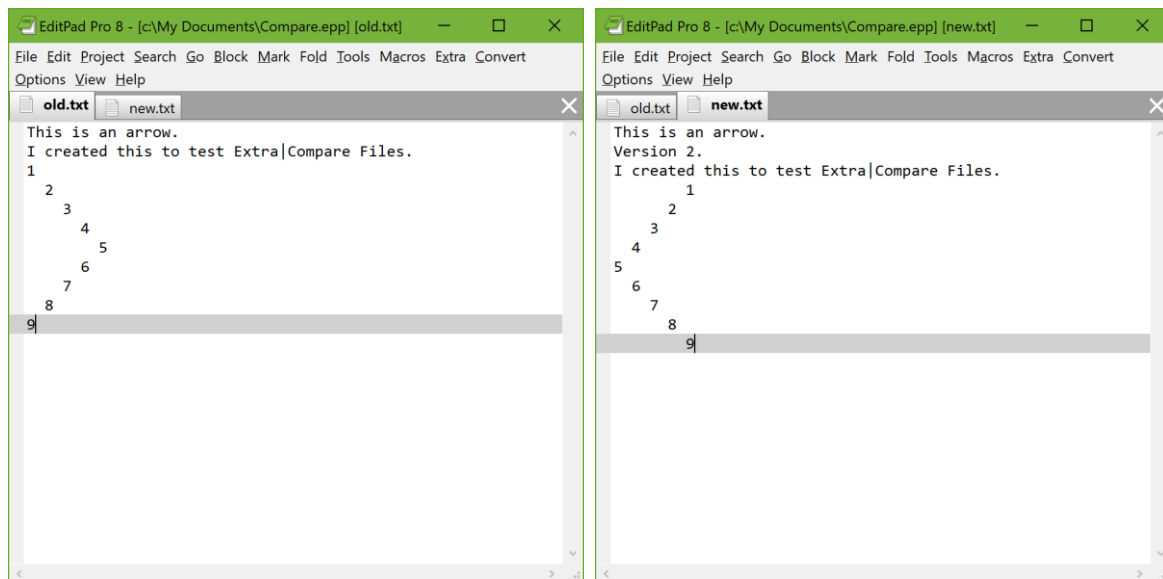 EditPad Pro 8 - [c:\My Documents\Compare.epp] [old.txt]
File Edit Project Search Go Block Mark Fold Tools Macros Extra Convert
Options View Help
old.txt new.txt
This is an arrow.
I created this to test Extra|Compare Files.
1
  2
    3
      4
        5
      6
    7
  8
9
EditPad Pro 8 - [c:\My Documents\Compare.epp] [new.txt]
File Edit Project Search Go Block Mark Fold Tools Macros Extra Convert
Options View Help
old.txt new.txt
This is an arrow.
Version 2.
I created this to test Extra|Compare Files.
        1
      2
    3
  4
5
  6
    7
      8
        9